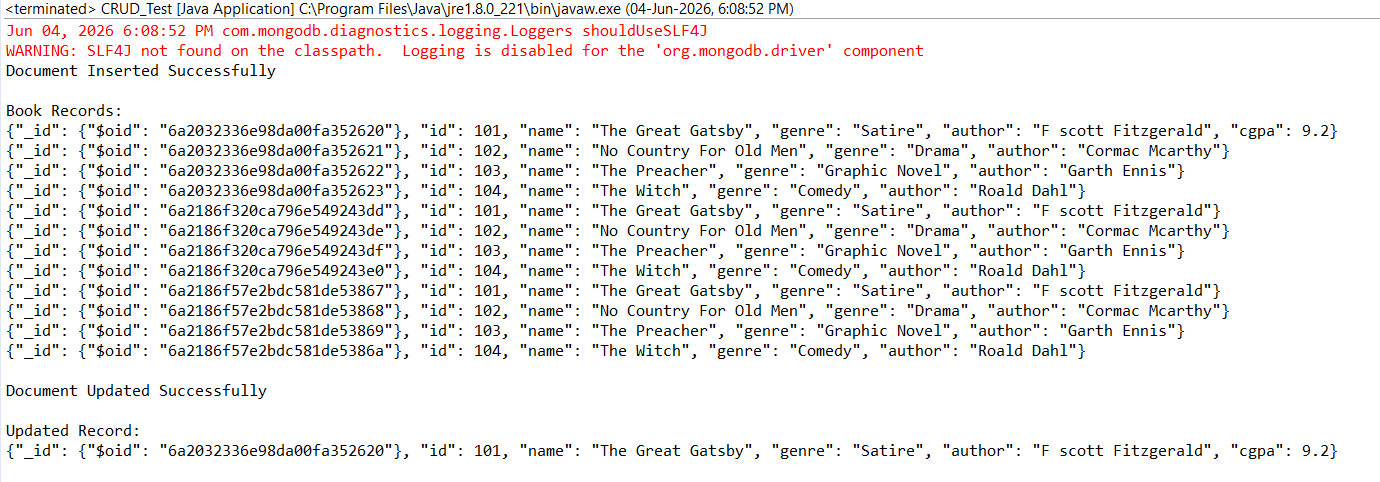 <terminated> CRUD_Test [Java Application] C:\Program Files\Java\jre1.8.0_221\bin\javaw.exe (04-Jun-2026, 6:08:52 PM)
Jun 04, 2026 6:08:52 PM com.mongodb.diagnostics.logging.Loggers shouldUseSLF4J
WARNING: SLF4J not found on the classpath.  Logging is disabled for the 'org.mongodb.driver' component
Document Inserted Successfully

Book Records:
{"_id": {"$oid": "6a2032336e98da00fa352620"}, "id": 101, "name": "The Great Gatsby", "genre": "Satire", "author": "F scott Fitzgerald", "cgpa": 9.2}
{"_id": {"$oid": "6a2032336e98da00fa352621"}, "id": 102, "name": "No Country For Old Men", "genre": "Drama", "author": "Cormac Mcarthy"}
{"_id": {"$oid": "6a2032336e98da00fa352622"}, "id": 103, "name": "The Preacher", "genre": "Graphic Novel", "author": "Garth Ennis"}
{"_id": {"$oid": "6a2032336e98da00fa352623"}, "id": 104, "name": "The Witch", "genre": "Comedy", "author": "Roald Dahl"}
{"_id": {"$oid": "6a2186f320ca796e549243dd"}, "id": 101, "name": "The Great Gatsby", "genre": "Satire", "author": "F scott Fitzgerald"}
{"_id": {"$oid": "6a2186f320ca796e549243de"}, "id": 102, "name": "No Country For Old Men", "genre": "Drama", "author": "Cormac Mcarthy"}
{"_id": {"$oid": "6a2186f320ca796e549243df"}, "id": 103, "name": "The Preacher", "genre": "Graphic Novel", "author": "Garth Ennis"}
{"_id": {"$oid": "6a2186f320ca796e549243e0"}, "id": 104, "name": "The Witch", "genre": "Comedy", "author": "Roald Dahl"}
{"_id": {"$oid": "6a2186f57e2bdc581de53867"}, "id": 101, "name": "The Great Gatsby", "genre": "Satire", "author": "F scott Fitzgerald"}
{"_id": {"$oid": "6a2186f57e2bdc581de53868"}, "id": 102, "name": "No Country For Old Men", "genre": "Drama", "author": "Cormac Mcarthy"}
{"_id": {"$oid": "6a2186f57e2bdc581de53869"}, "id": 103, "name": "The Preacher", "genre": "Graphic Novel", "author": "Garth Ennis"}
{"_id": {"$oid": "6a2186f57e2bdc581de5386a"}, "id": 104, "name": "The Witch", "genre": "Comedy", "author": "Roald Dahl"}

Document Updated Successfully

Updated Record:
{"_id": {"$oid": "6a2032336e98da00fa352620"}, "id": 101, "name": "The Great Gatsby", "genre": "Satire", "author": "F scott Fitzgerald", "cgpa": 9.2}